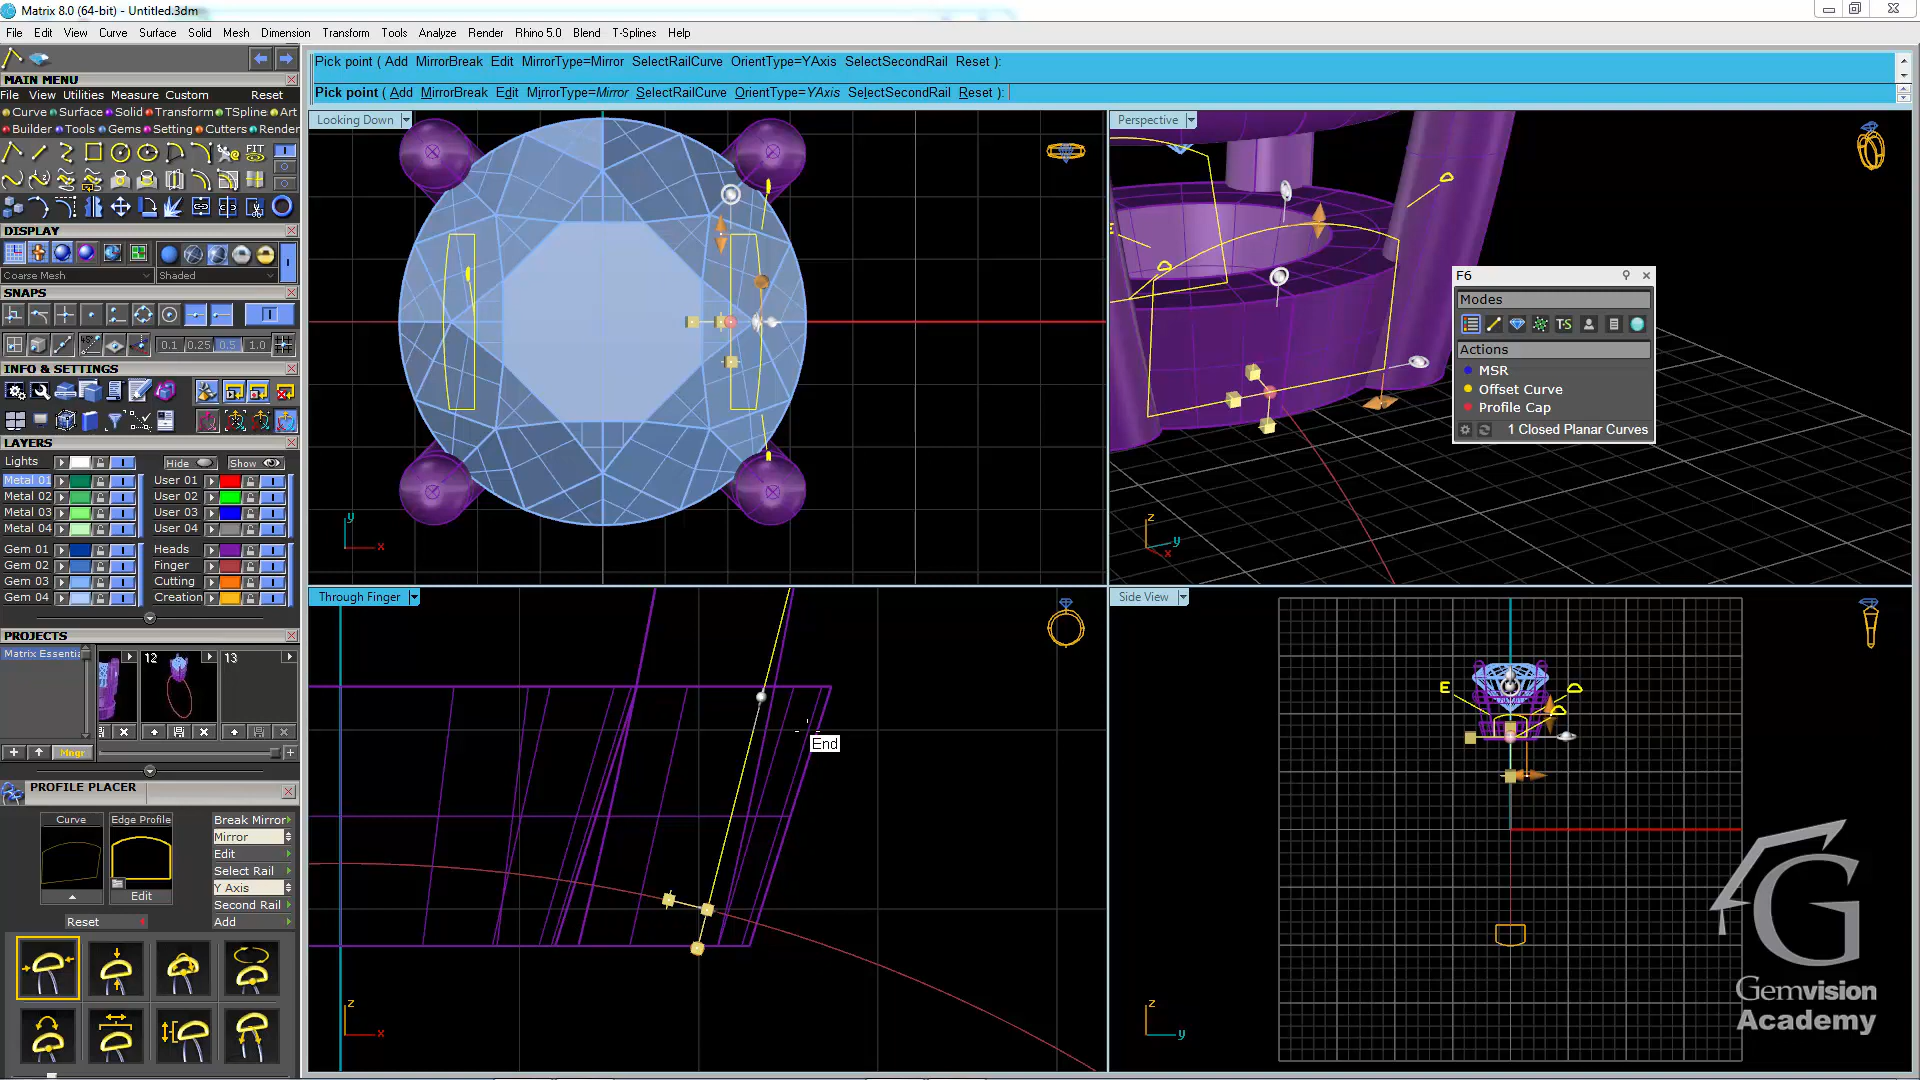 Matrix 8.0 (64-bit) - Untitled.3dm
File Edit View Curve Surface Solid Mesh Dimension Transform Tools Analyze Render Rhino 5.0 Blend T-Splines Help
Pick point ( Add MirrorBreak Edit MirrorType=Mirror SelectRailCurve OrientType=YAxis SelectSecondRail Reset ):
Pick point ( Add MirrorBreak Edit MirrorType=Mirror SelectRailCurve OrientType=YAxis SelectSecondRail Reset ):
MAIN MENU
File Utilities Measure Custom Reset
Curve Surface Solid Transform TSpline Art
Builder Tools Gems Setting Cutters Render
FIT
DISPLAY
Coarse Mesh Shaded
SNAPS
0.1 0.25 0.5 1.0
INFO & SETTINGS
LAYERS
Lights Hide Show
Metal 01 User 01
Metal 02 User 02
Metal 03 User 03
Metal 04 User 04
Gem 01 Heads
Gem 02 Finger
Gem 03 Cutting
Gem 04 Creation
PROJECTS
Matrix Essentia
12 13
Mngr
PROFILE PLACER
Curve Edge Profile Break Mirror
Mirror
Edit
Select Rail
Y Axis
Edit Second Rail
Reset Add
Looking Down
y
x
Perspective
D
D
E
z
y
x
F6
Modes
T-S
Actions
MSR
Offset Curve
Profile Cap
1 Closed Planar Curves
Through Finger
End
z
x
Side View
E D
D
z
y
Gemvision
Academy